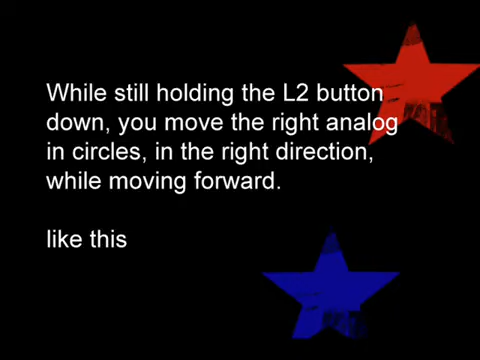 While still holding the L2 button
down, you move the right analog
in circles, in the right direction,
while moving forward.
like this